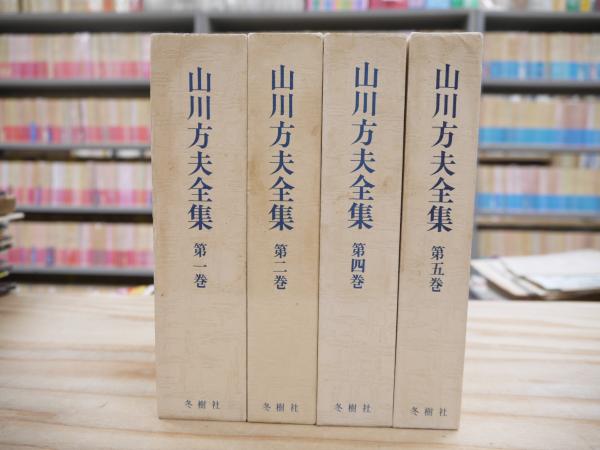 山川方夫全集 第一巻
冬樹社
山川方夫全集 第二巻
冬樹社
山川方夫全集 第四巻
冬樹社
山川方夫全集 第五巻
冬樹社